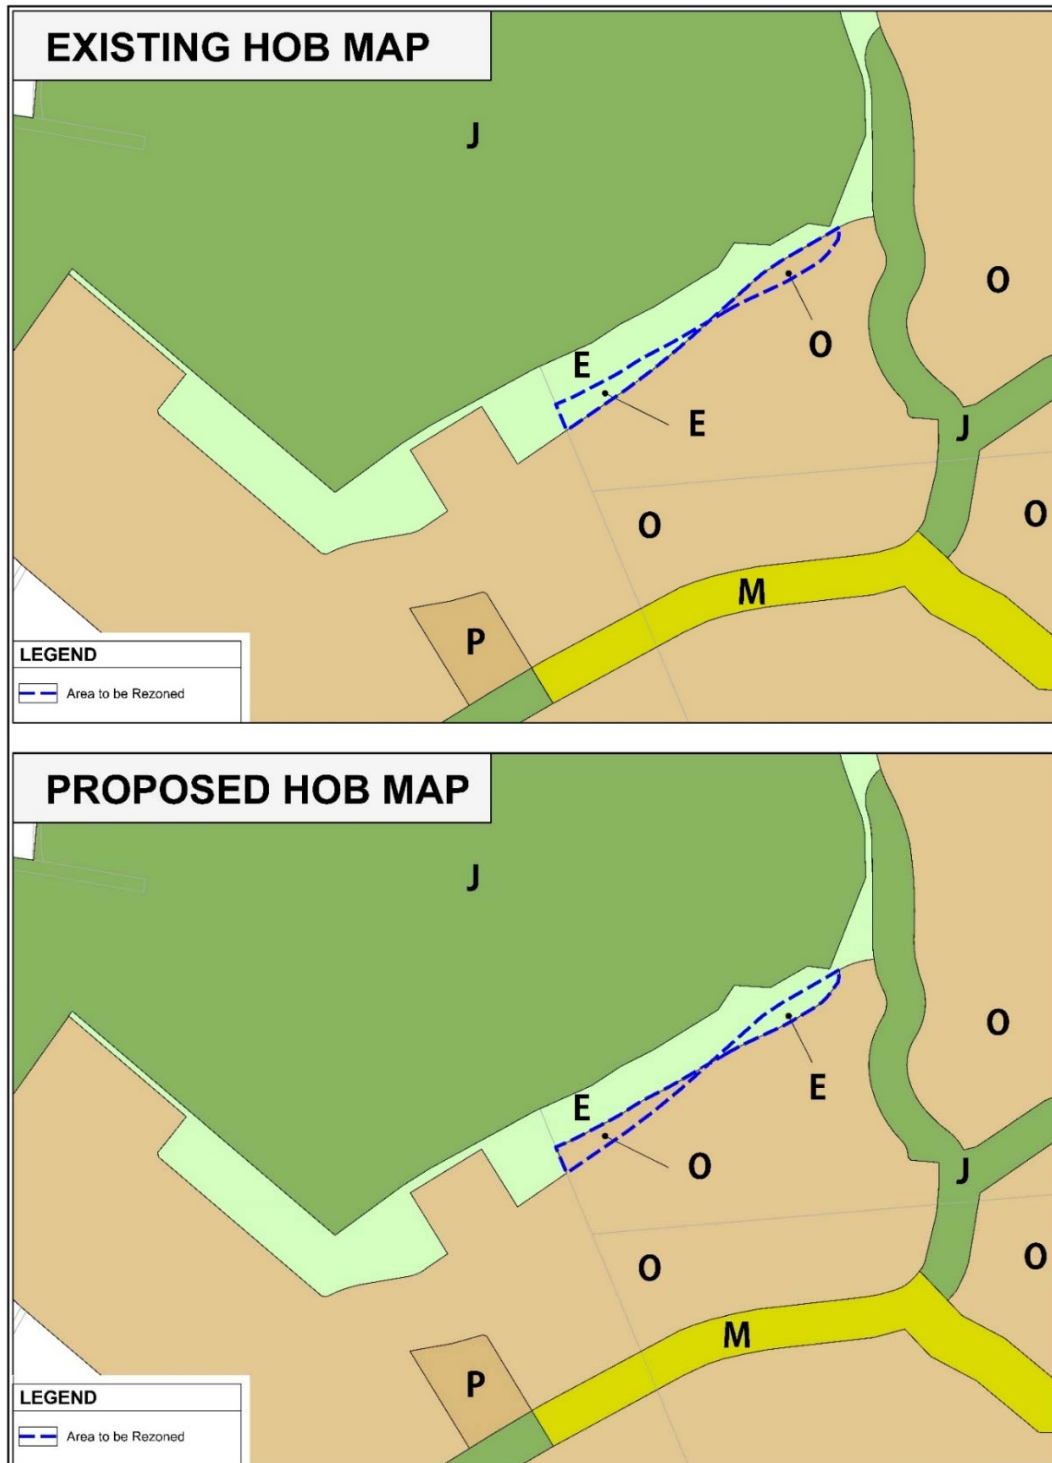 EXISTING HOB MAP
J
O
O
E
E
J
O
O
M
P
LEGEND
Area to be Rezoned
PROPOSED HOB MAP
J
O
E
E
O
J
O
O
M
P
LEGEND
Area to be Rezoned